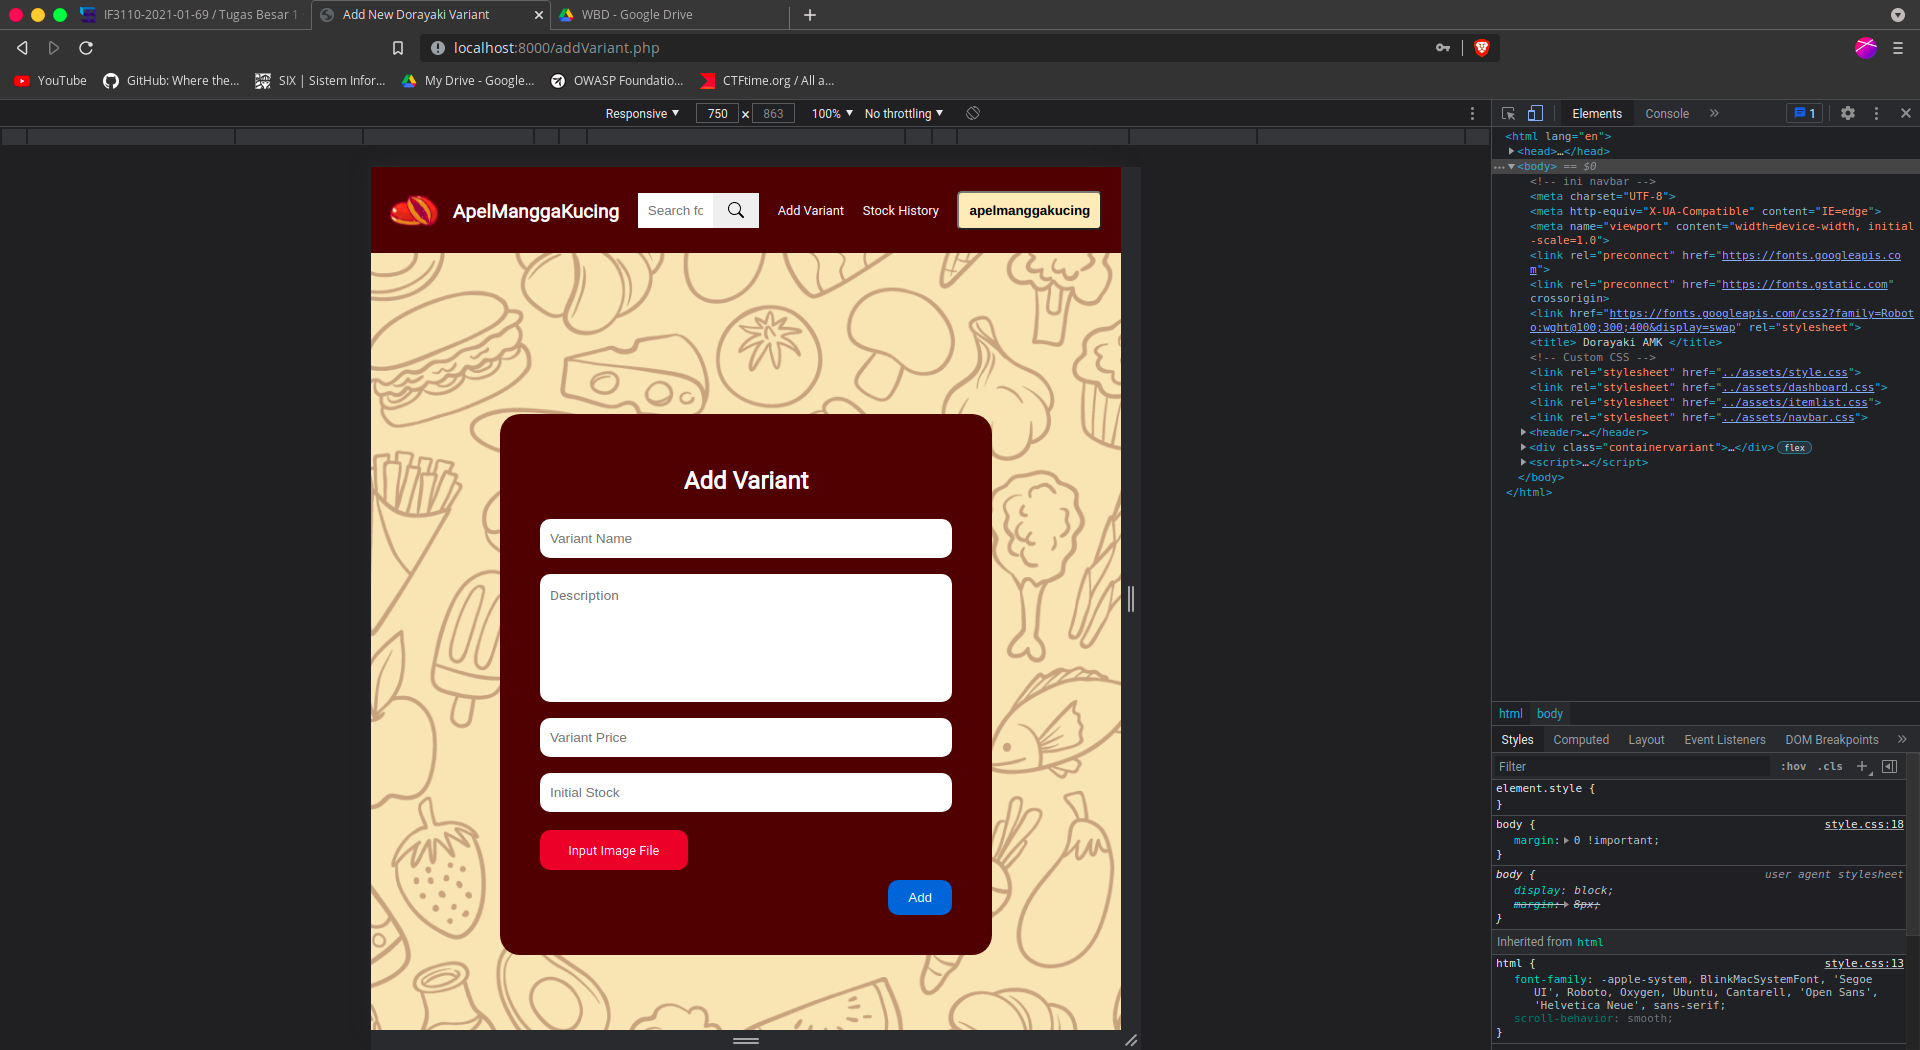 IF3110-2021-01-69 / Tugas Besar 1
Add New Dorayaki Variant
WBD - Google Drive
localhost:8000/addVariant.php
YouTube
GitHub: Where the...
SIX | Sistem Infor...
My Drive - Google...
OWASP Foundatio...
CTFtime.org / All a...
Responsive
750 × 863
100%
No throttling
ApelManggaKucing
Search fc
Add Variant
Stock History
apelmanggakucing
Add Variant
Variant Name
Description
Variant Price
Initial Stock
Input Image File
Add
Elements
Console
1
<html lang="en">
<head>…</head>
<body> == $0
<!-- ini navbar -->
<meta charset="UTF-8">
<meta http-equiv="X-UA-Compatible" content="IE=edge">
<meta name="viewport" content="width=device-width, initial
-scale=1.0">
<link rel="preconnect" href="https://fonts.googleapis.co
m">
<link rel="preconnect" href="https://fonts.gstatic.com"
crossorigin>
<link href="https://fonts.googleapis.com/css2?family=Robot
o:wght@100;300;400&display=swap" rel="stylesheet">
<title> Dorayaki AMK </title>
<!-- Custom CSS -->
<link rel="stylesheet" href="../assets/style.css">
<link rel="stylesheet" href="../assets/dashboard.css">
<link rel="stylesheet" href="../assets/itemlist.css">
<link rel="stylesheet" href="../assets/navbar.css">
<header>…</header>
<div class="containervariant">…</div> flex
<script>…</script>
</body>
</html>
html body
Styles Computed Layout Event Listeners DOM Breakpoints
Filter
:hov .cls
element.style {
}
body { style.css:18
margin: 0 !important;
}
body { user agent stylesheet
display: block;
margin: 8px;
}
Inherited from html
html { style.css:13
font-family: -apple-system, BlinkMacSystemFont, 'Segoe
UI', Roboto, Oxygen, Ubuntu, Cantarell, 'Open Sans',
'Helvetica Neue', sans-serif;
scroll-behavior: smooth;
}